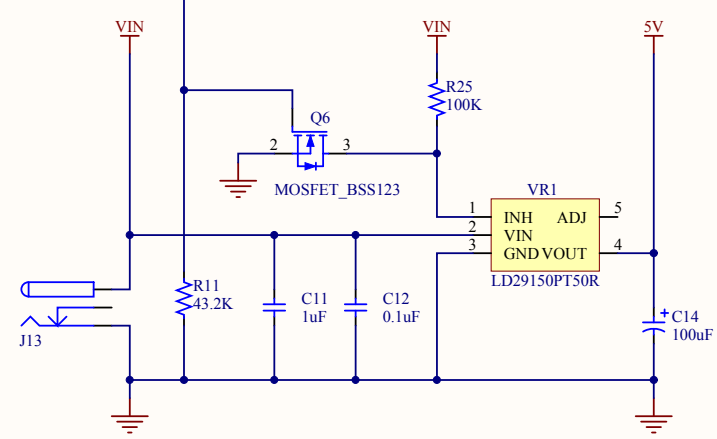 VIN
VIN
5V
R25
100K
Q6
2
3
MOSFET_BSS123
VR1
1
INH
ADJ
5
2
VIN
3
GND
VOUT
4
LD29150PT50R
R11
43.2K
C11
1uF
C12
0.1uF
J13
+
C14
100uF